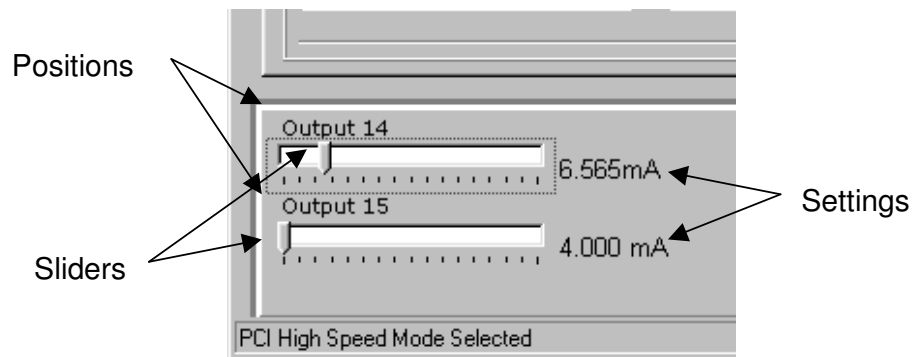 Positions
Output 14
6.565mA
Settings
Output 15
4.000 mA
Sliders
PCI High Speed Mode Selected